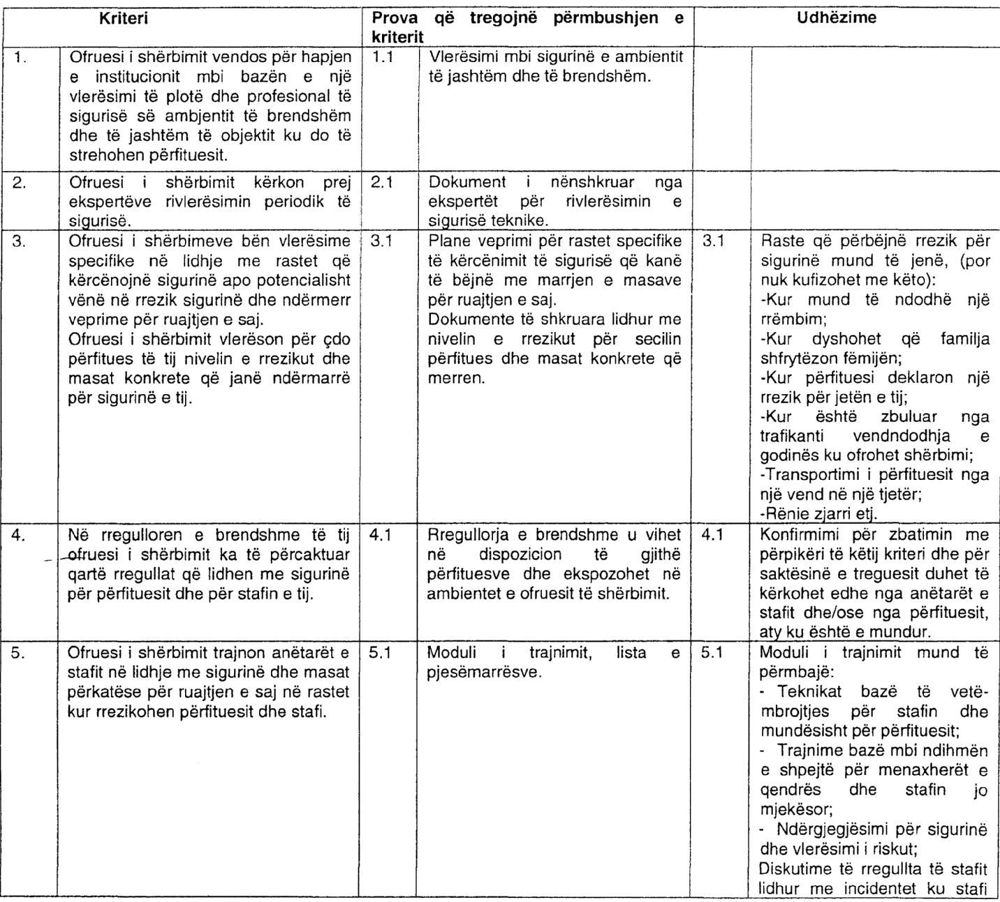 Kriteri
Prova që tregojnë përmbushjen e
kriterit
Udhëzime
1.
Ofruesi i shërbimit vendos për hapjen
e institucionit mbi bazën e një
vlerësimi të plotë dhe profesional të
sigurisë së ambjentit të brendshëm
dhe të jashtëm të objektit ku do të
strehohen përfituesit.
1.1
Vlerësimi mbi sigurinë e ambientit
të jashtëm dhe të brendshëm.
2.
Ofruesi i shërbimit kërkon prej
ekspertëve rivlerësimin periodik të
sigurisë.
2.1
Dokument i nënshkruar nga
ekspertët për rivlerësimin e
sigurisë teknike.
3.
Ofruesi i shërbimeve bën vlerësime
specifike në lidhje me rastet që
kërcënojnë sigurinë apo potencialisht
vënë në rrezik sigurinë dhe ndërmerr
veprime për ruajtjen e saj.
Ofruesi i shërbimit vlerëson për çdo
përfitues të tij nivelin e rrezikut dhe
masat konkrete që janë ndërmarrë
për sigurinë e tij.
3.1
Plane veprimi për rastet specifike
të kërcënimit të sigurisë që kanë
të bëjnë me marrjen e masave
për ruajtjen e saj.
Dokumente të shkruara lidhur me
nivelin e rrezikut për secilin
përfitues dhe masat konkrete që
merren.
3.1
Raste që përbëjnë rrezik për
sigurinë mund të jenë, (por
nuk kufizohet me këto):
-Kur mund të ndodhë një
rrëmbim;
-Kur dyshohet që familja
shfrytëzon fëmijën;
-Kur përfituesi deklaron një
rrezik për jetën e tij;
-Kur është zbuluar nga
trafikanti vendndodhja e
godinës ku ofrohet shërbimi;
-Transportimi i përfituesit nga
një vend në një tjetër;
-Rënie zjarri etj.
4.
Në rregulloren e brendshme të tij
ofruesi i shërbimit ka të përcaktuar
qartë rregullat që lidhen me sigurinë
për përfituesit dhe për stafin e tij.
4.1
Rregullorja e brendshme u vihet
në dispozicion të gjithë
përfituesve dhe ekspozohet në
ambientet e ofruesit të shërbimit.
4.1
Konfirmimi për zbatimin me
përpikëri të këtij kriteri dhe për
saktësinë e treguesit duhet të
kërkohet edhe nga anëtarët e
stafit dhe/ose nga përfituesit,
aty ku është e mundur.
5.
Ofruesi i shërbimit trajnon anëtarët e
stafit në lidhje me sigurinë dhe masat
përkatëse për ruajtjen e saj në rastet
kur rrezikohen përfituesit dhe stafi.
5.1
Moduli i trajnimit, lista e
pjesëmarrësve.
5.1
Moduli i trajnimit mund të
përmbajë:
- Teknikat bazë të vetë-
mbrojtjes për stafin dhe
mundësisht për përfituesit;
- Trajnime bazë mbi ndihmën
e shpejtë për menaxherët e
qendrës dhe stafin jo
mjekësor;
- Ndërgjegjësimi për sigurinë
dhe vlerësimi i riskut;
Diskutime të rregullta të stafit
lidhur me incidentet ku stafi